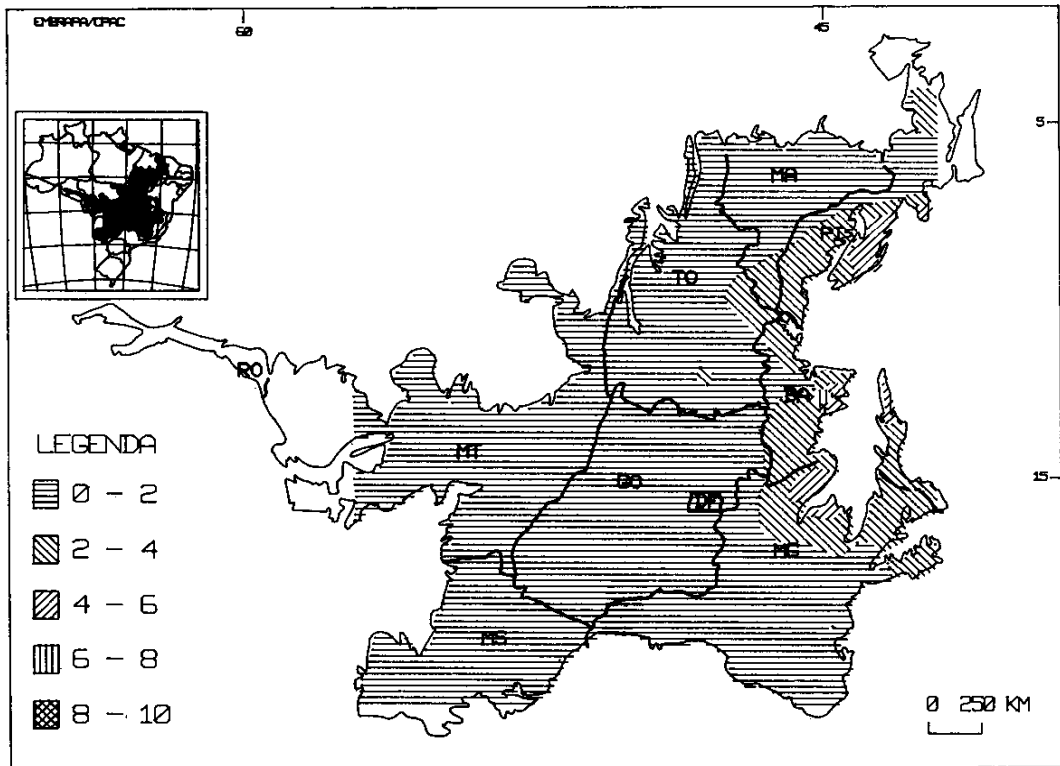 EMBRAPA/CPAC
60
45
5
MA
PI
TO
RO
BA
LEGENDA
MT
GO
DF
15
0 - 2
2 - 4
MG
4 - 6
MS
6 - 8
8 - 10
0 250 KM